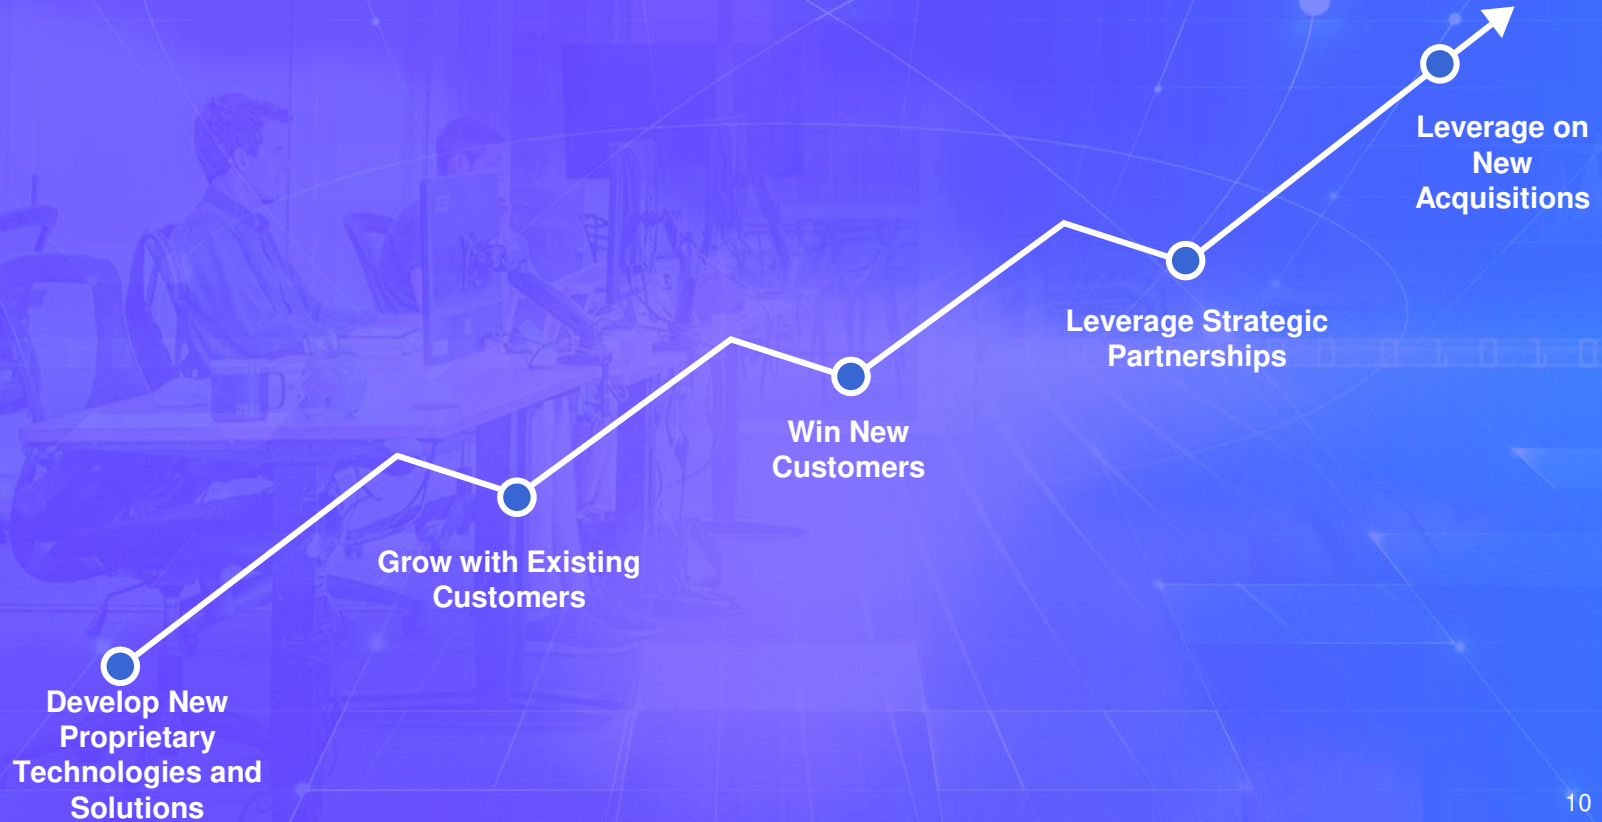 Leverage on
New
Acquisitions
Leverage Strategic
Partnerships
Win New
Customers
Grow with Existing
Customers
Develop New
Proprietary
Technologies and
Solutions
10